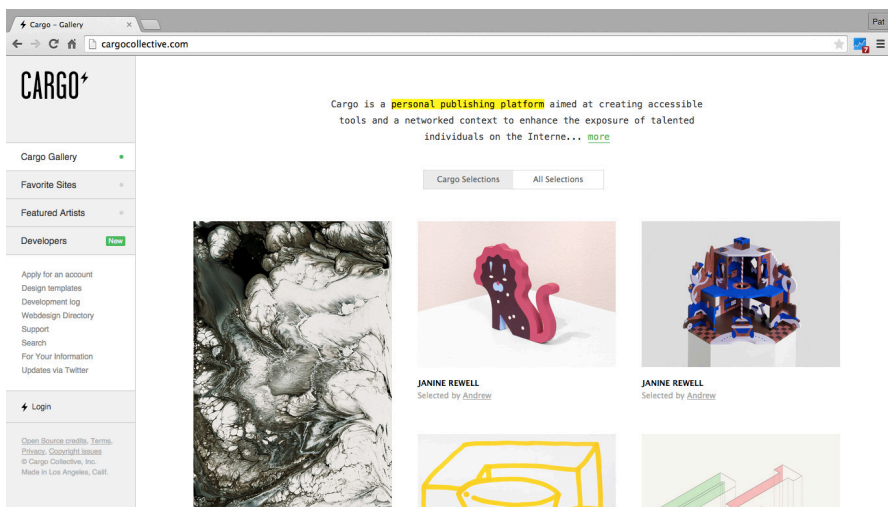 Cargo - Gallery
Pat
cargocollective.com
7
CARGO
Cargo is a personal publishing platform aimed at creating accessible
tools and a networked context to enhance the exposure of talented
individuals on the Interne... more
Cargo Selections
All Selections
Cargo Gallery
Favorite Sites
Featured Artists
Developers New
Apply for an account
Design templates
Development log
Webdesign Directory
Support
Search
For Your Information
Updates via Twitter
Login
Open Source credits, Terms,
Privacy, Copyright issues
© Cargo Collective, Inc.
Made in Los Angeles, Calif.
JANINE REWELL
Selected by Andrew
JANINE REWELL
Selected by Andrew